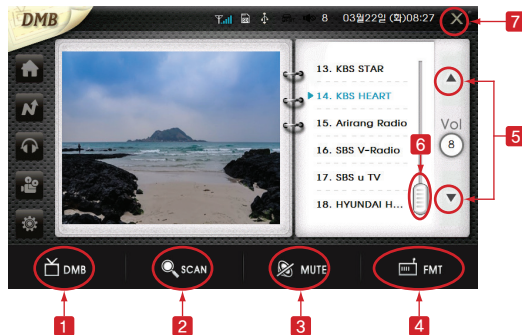 DMB
8 03월22일 (화)08:27
7
13. KBS STAR
14. KBS HEART
15. Arirang Radio
16. SBS V-Radio
17. SBS u TV
18. HYUNDAI H...
6
Vol
8
5
DMB
SCAN
MUTE
FMT
1
2
3
4